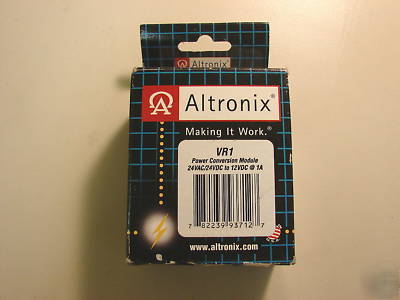 Altronix®
Making It Work.®
VR1
Power Conversion Module
24VAC/24VDC to 12VDC @ 1A
7 82239 93712 7
www.altronix.com